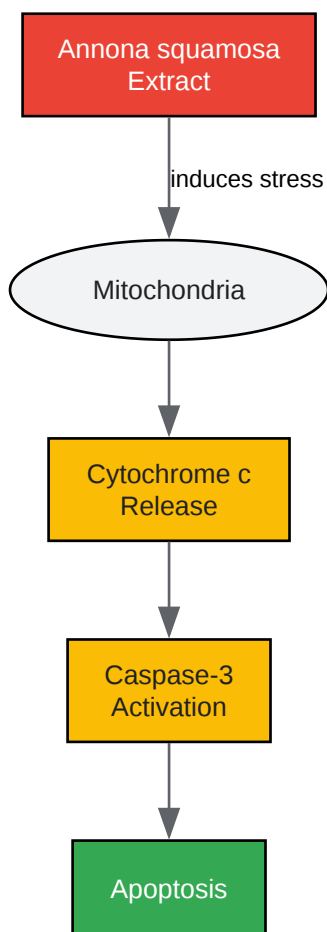 Annona squamosa
Extract
induces stress
Mitochondria
Cytochrome c
Release
Caspase-3
Activation
Apoptosis